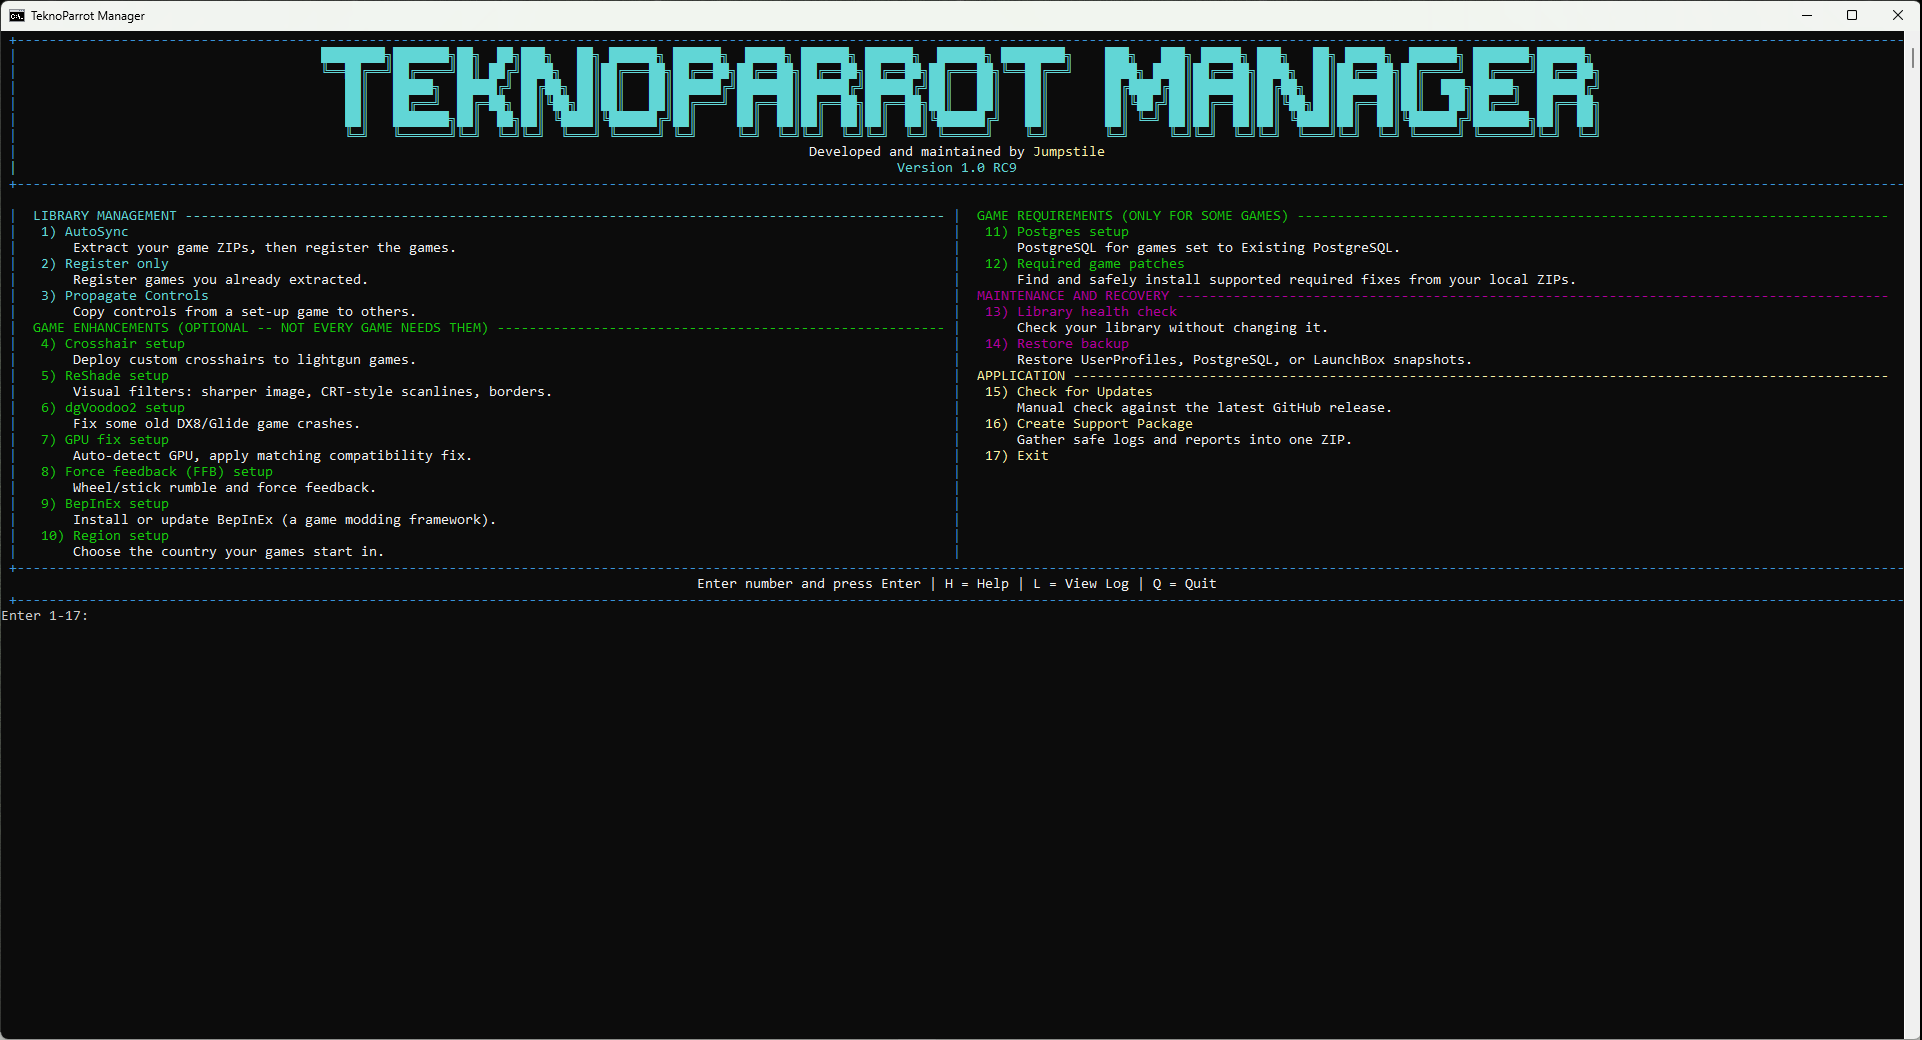 TeknoParrot Manager
TEKNOPARROT MANAGER
Developed and maintained by Jumpstile
Version 1.0 RC9
LIBRARY MANAGEMENT
1) AutoSync
Extract your game ZIPs, then register the games.
2) Register only
Register games you already extracted.
3) Propagate Controls
Copy controls from a set-up game to others.
GAME ENHANCEMENTS (OPTIONAL -- NOT EVERY GAME NEEDS THEM)
4) Crosshair setup
Deploy custom crosshairs to lightgun games.
5) ReShade setup
Visual filters: sharper image, CRT-style scanlines, borders.
6) dgVoodoo2 setup
Fix some old DX8/Glide game crashes.
7) GPU fix setup
Auto-detect GPU, apply matching compatibility fix.
8) Force feedback (FFB) setup
Wheel/stick rumble and force feedback.
9) BepInEx setup
Install or update BepInEx (a game modding framework).
10) Region setup
Choose the country your games start in.
GAME REQUIREMENTS (ONLY FOR SOME GAMES)
11) Postgres setup
PostgreSQL for games set to Existing PostgreSQL.
12) Required game patches
Find and safely install supported required fixes from your local ZIPs.
MAINTENANCE AND RECOVERY
13) Library health check
Check your library without changing it.
14) Restore backup
Restore UserProfiles, PostgreSQL, or LaunchBox snapshots.
APPLICATION
15) Check for Updates
Manual check against the latest GitHub release.
16) Create Support Package
Gather safe logs and reports into one ZIP.
17) Exit
Enter number and press Enter | H = Help | L = View Log | Q = Quit
Enter 1-17: